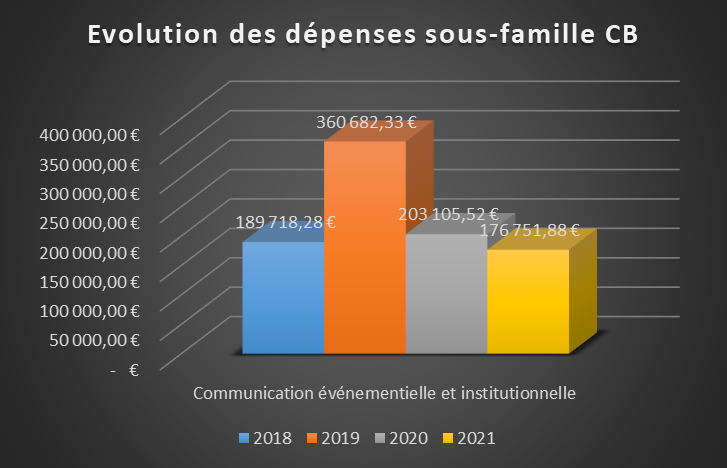 Evolution des dépenses sous-famille CB
400 000,00 €
350 000,00 €
300 000,00 €
250 000,00 €
200 000,00 €
150 000,00 €
100 000,00 €
50 000,00 €
- €
189 718,28 €
360 682,33 €
203 105,52 €
176 751,88 €
Communication événementielle et institutionnelle
2018 2019 2020 2021